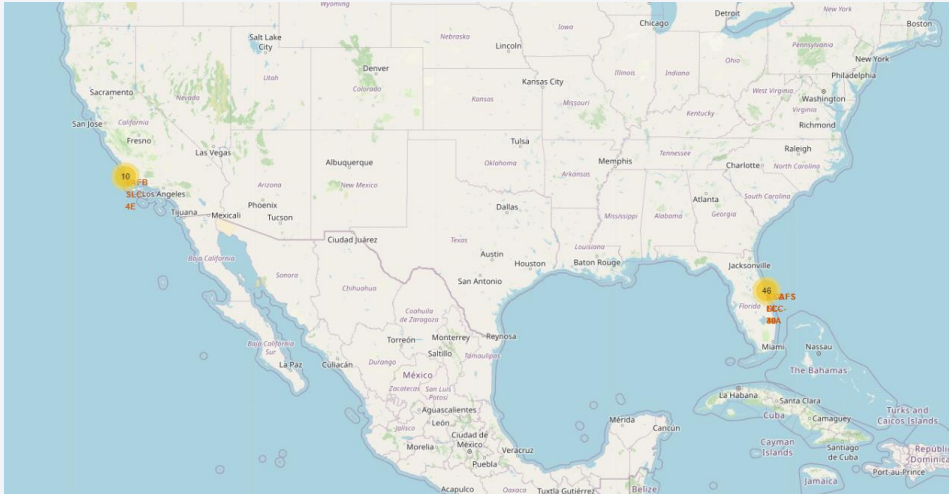 Wyoming
New York
Detroit
Chicago
Boston
Iowa
Salt Lake
City
Nebraska
Lincoln
Pennsylvania
New York
Utah
Denver
Illinois
Indiana
Ohio
Philadelphia
Sacramento
Nevada
Colorado
Kansas City
Kansas
Missouri
West Virginia
Washington
San Jose
California
Virginia
Kentucky
Richmond
Fresno
Las Vegas
Tulsa
Raleigh
Albuquerque
Oklahoma
Memphis
Tennessee
Charlotte
North Carolina
10
Arizona
New Mexico
Arkansas
SLC
Los Angeles
South Carolina
4E
Phoenix
Atlanta
Tijuana
Mexicali
Tucson
Dallas
Mississippi
Alabama
Georgia
Ciudad Juárez
Texas
Louisiana
Baja California
Austin
Houston
Baton Rouge
Jacksonville
Sonora
San Antonio
Chihuahua
46
Florida
Coahuila
de Zaragoza
Baja California
Sur
Torreón
Monterrey
Reynosa
Miami
Nassau
La Paz
Culiacán
Durango
Saltillo
Tamaulipas
The Bahamas
México
Zacatecas
San Luis
Potosí
La Habana
Santa Clara
Aguascalientes
Cuba
Camagüey
Turks and
Caicos Islands
Jalisco
León
Mérida
Cancún
Morelia
Ciudad de
México
Veracruz
Cayman
Islands
Santiago
de Cuba
Puebla
Port-au-Prince
Jamaica
Acapulco
Oaxaca
Tuxtla Gutiérrez
Belize